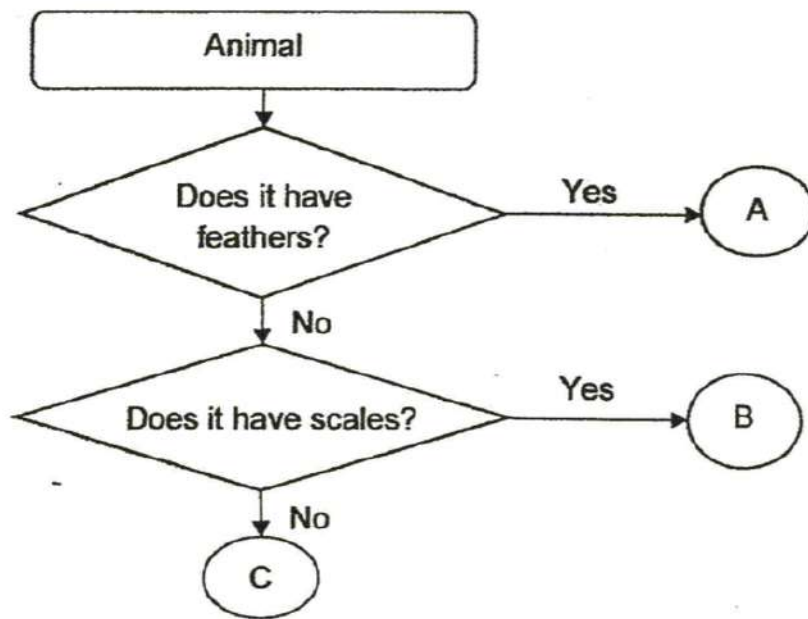 Animal
Does it have
feathers?
Yes
A
No
Does it have scales?
Yes
B
No
C